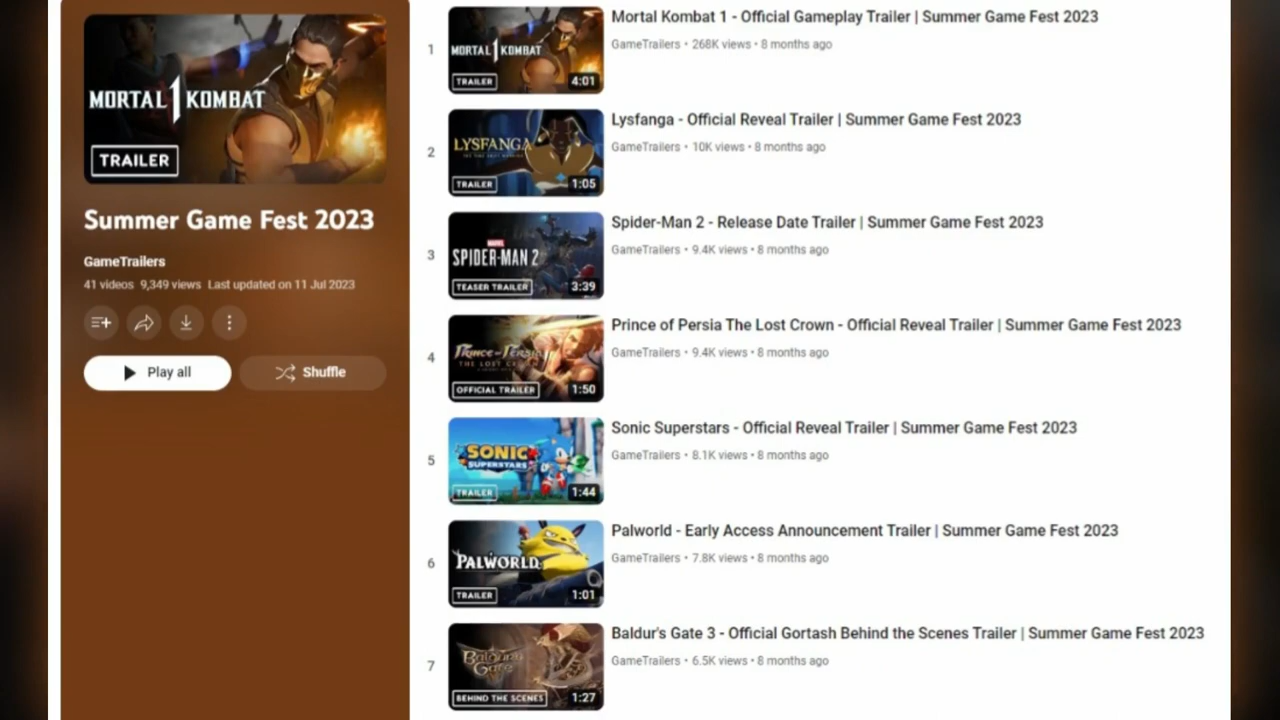 MORTAL 1 KOMBAT
TRAILER
Summer Game Fest 2023
GameTrailers
41 videos 9,349 views Last updated on 11 Jul 2023
Play all
Shuffle
1
MORTAL 1 KOMBAT
TRAILER
4:01
Mortal Kombat 1 - Official Gameplay Trailer | Summer Game Fest 2023
GameTrailers • 268K views • 8 months ago
2
LYSFANGA
TRAILER
1:05
Lysfanga - Official Reveal Trailer | Summer Game Fest 2023
GameTrailers • 10K views • 8 months ago
3
MARVEL
SPIDER-MAN 2
TEASER TRAILER
3:39
Spider-Man 2 - Release Date Trailer | Summer Game Fest 2023
GameTrailers • 9.4K views • 8 months ago
4
Prince of Persia
THE LOST CROWN
OFFICIAL TRAILER
1:50
Prince of Persia The Lost Crown - Official Reveal Trailer | Summer Game Fest 2023
GameTrailers • 9.4K views • 8 months ago
5
SONIC
SUPERSTARS
TRAILER
1:44
Sonic Superstars - Official Reveal Trailer | Summer Game Fest 2023
GameTrailers • 8.1K views • 8 months ago
6
PALWORLD
TRAILER
1:01
Palworld - Early Access Announcement Trailer | Summer Game Fest 2023
GameTrailers • 7.8K views • 8 months ago
7
Baldur's Gate
BEHIND THE SCENES
1:27
Baldur's Gate 3 - Official Gortash Behind the Scenes Trailer | Summer Game Fest 2023
GameTrailers • 6.5K views • 8 months ago